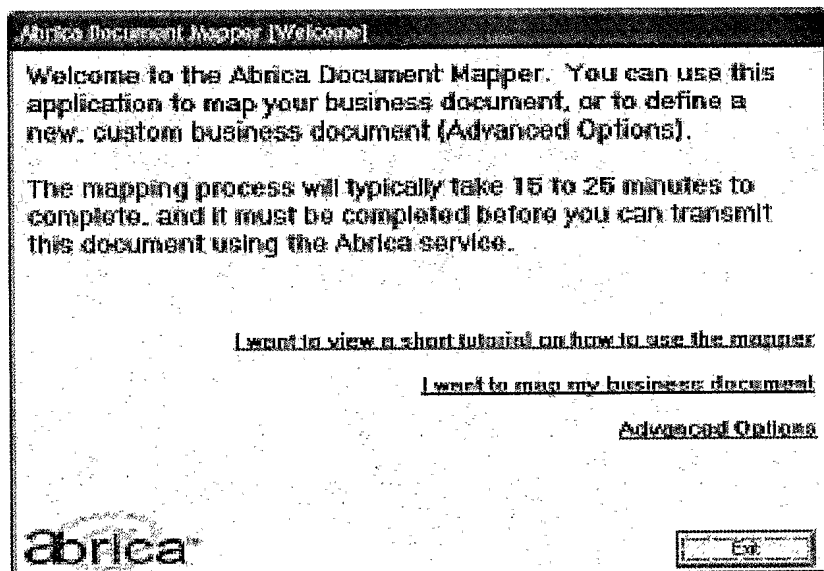 Abrica Document Mapper [Welcome]
Welcome to the Abrica Document Mapper. You can use this
application to map your business document, or to define a
new, custom business document (Advanced Options).
The mapping process will typically take 15 to 25 minutes to
complete, and it must be completed before you can transmit
this document using the Abrica service.
I want to view a short tutorial on how to use the mapper
I want to map my business document
Advanced Options
abrica
Exit